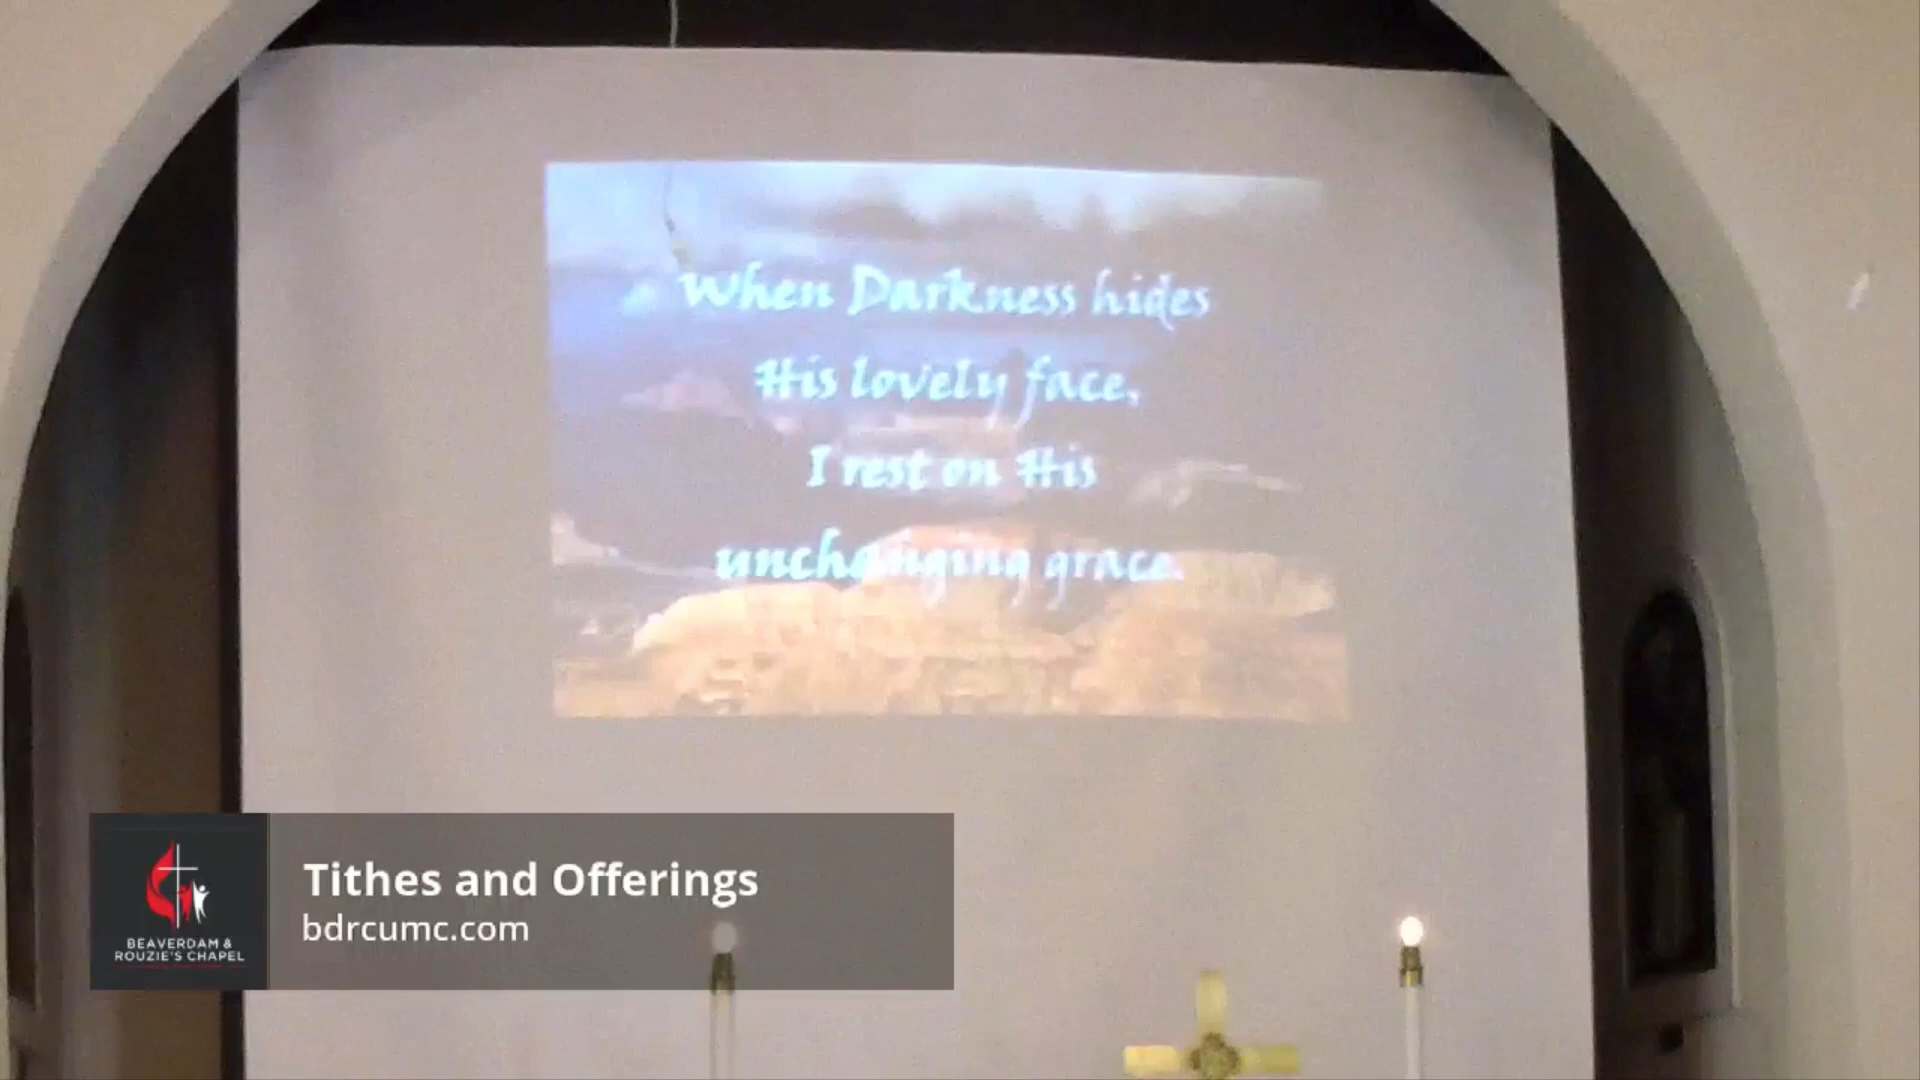 When Darkness hides
His lovely face,
I rest on His
unchanging grace.
Tithes and Offerings
bdrcumc.com
BEAVERDAM &
ROUZIE'S CHAPEL